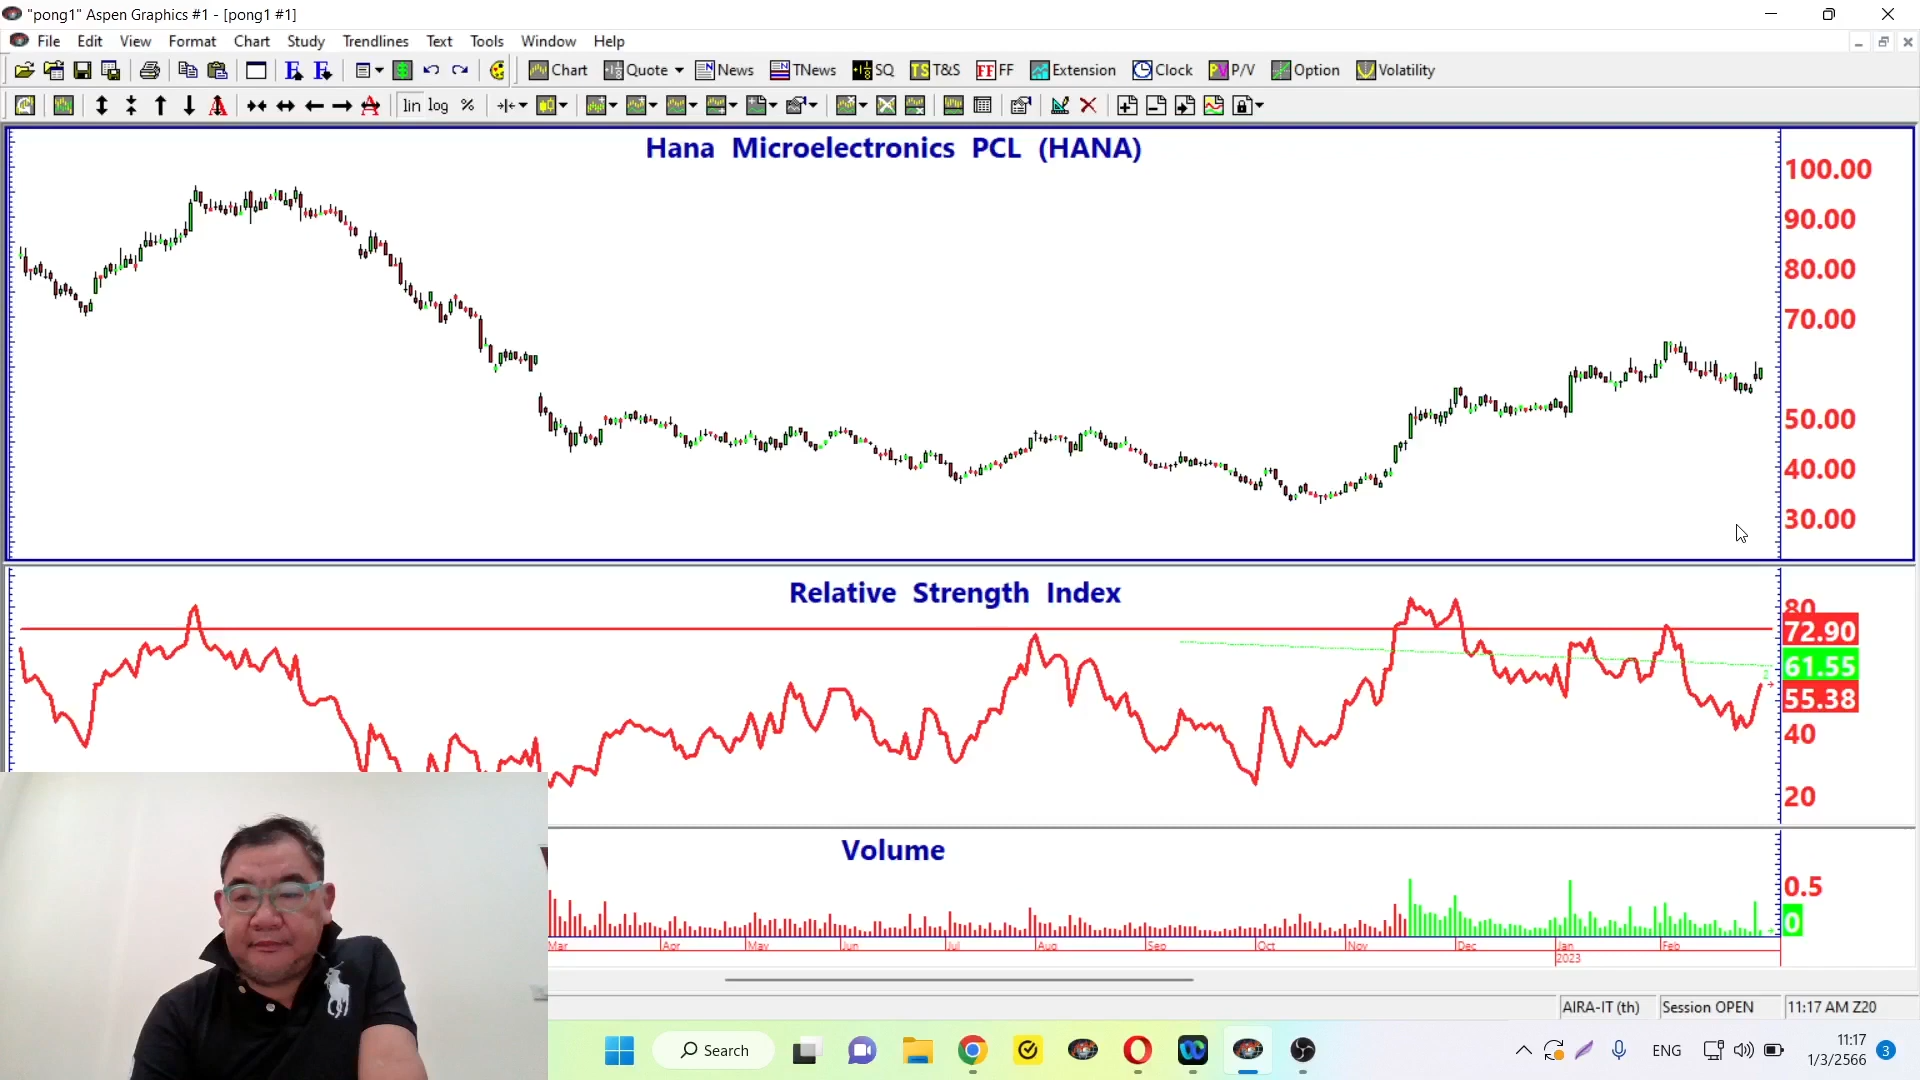 "pong1" Aspen Graphics #1 - [pong1 #1]
File Edit View Format Chart Study Trendlines Text Tools Window Help
Chart Quote News TNews SQ TS T&S FF FF Extension Clock PV P/V Option Volatility
lin log %
Hana Microelectronics PCL (HANA)
100.00
90.00
80.00
70.00
50.00
40.00
30.00
Relative Strength Index
80
72.90
61.55
55.38
40
20
Volume
0.5
0
Mar Apr May Jun Jul Aug Sep Oct Nov Dec Jan Feb
2023
AIRA-IT (th) Session OPEN 11:17 AM Z20
Search
ENG
11:17
1/3/2566
3